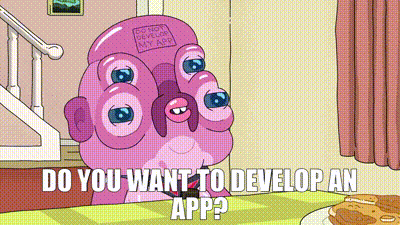 DO NOT
DEVELOP
MY APP
DO YOU WANT TO DEVELOP AN
APP?